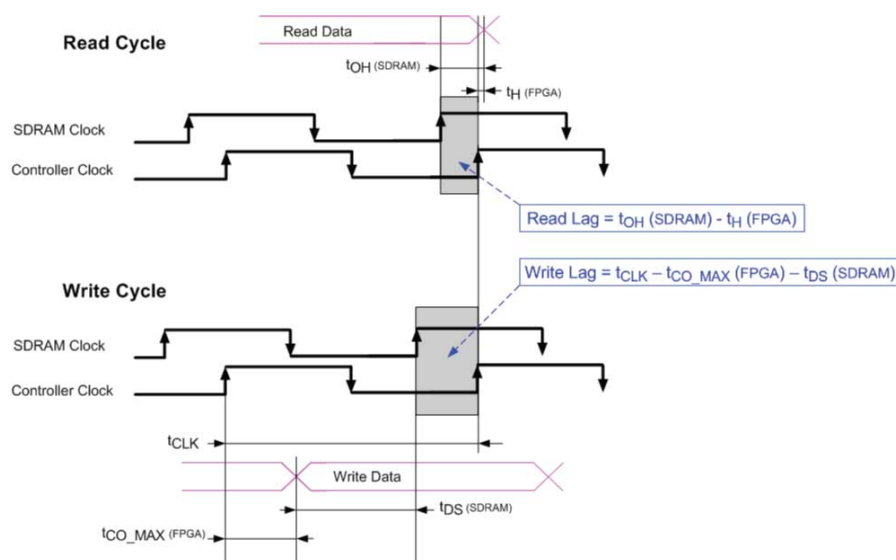 Read Cycle
Read Data
tOH (SDRAM)
tH (FPGA)
SDRAM Clock
Controller Clock
Read Lag = tOH (SDRAM) - tH (FPGA)
Write Lag = tCLK – tCO_MAX (FPGA) – tDS (SDRAM)
Write Cycle
SDRAM Clock
Controller Clock
tCLK
Write Data
tDS (SDRAM)
tCO_MAX (FPGA)